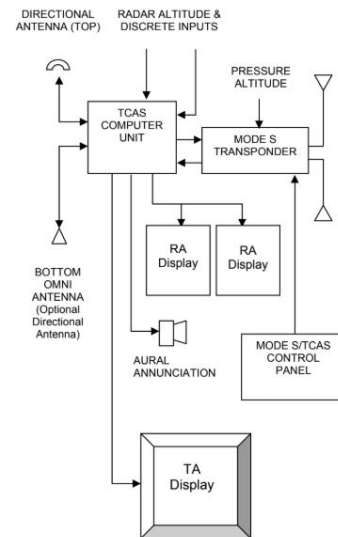 DIRECTIONAL
ANTENNA (TOP)
RADAR ALTITUDE &
DISCRETE INPUTS
PRESSURE
ALTITUDE
TCAS
COMPUTER
UNIT
MODE S
TRANSPONDER
RA
Display
RA
Display
BOTTOM
OMNI
ANTENNA
(Optional
Directional
Antenna)
AURAL
ANNUNCIATION
MODE S/TCAS
CONTROL
PANEL
TA
Display